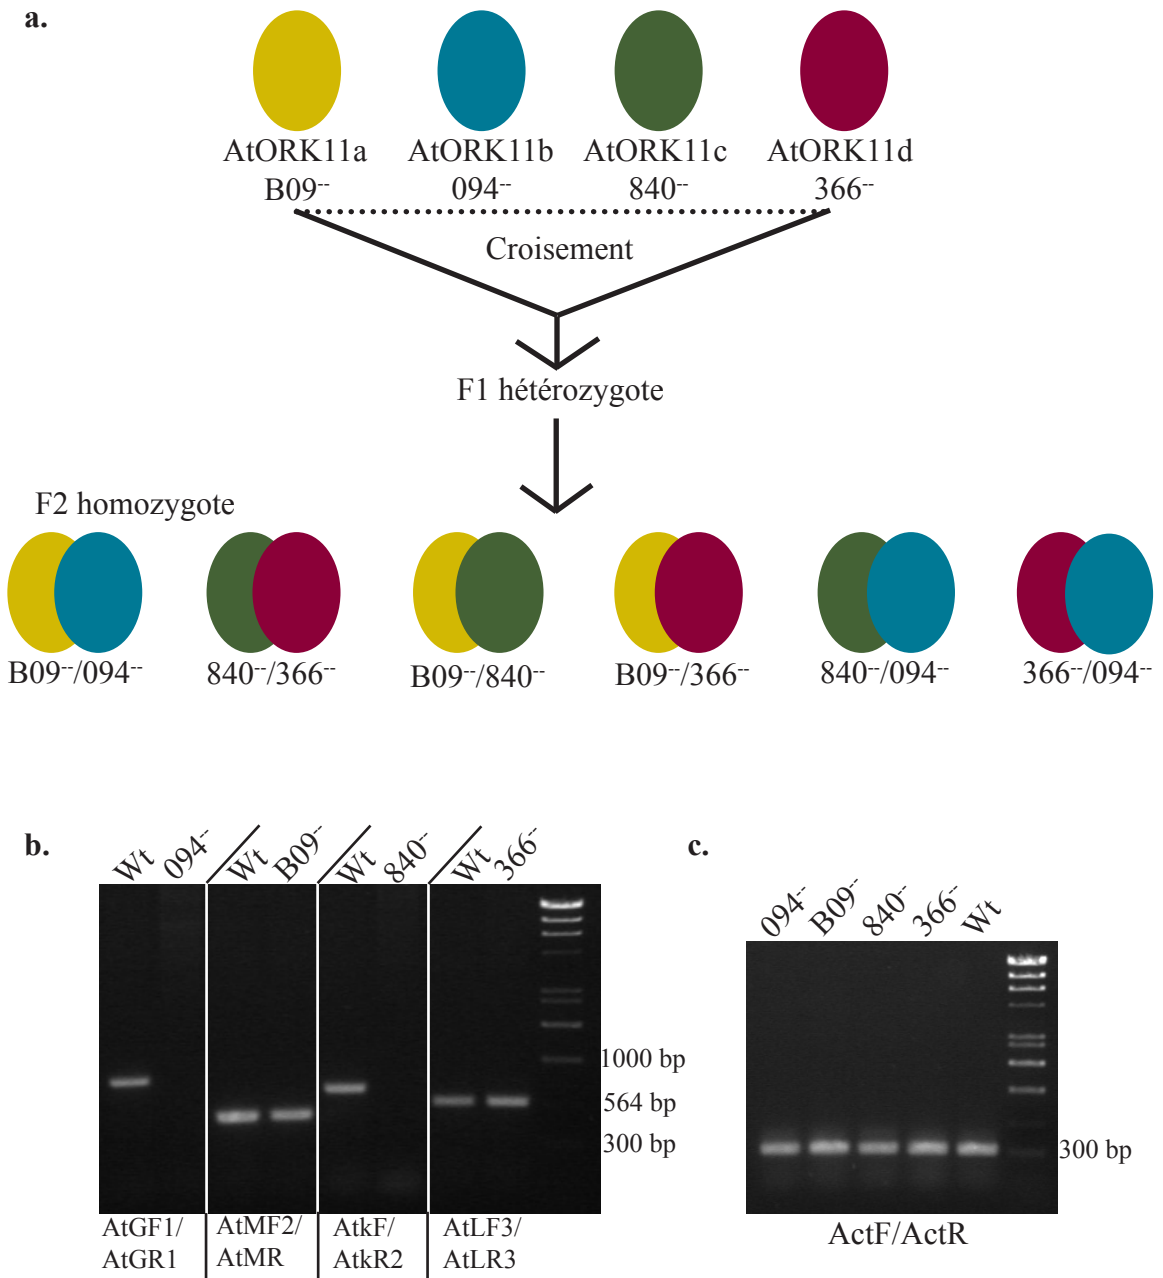 a.
AtORK11a AtORK11b AtORK11c AtORK11d
B09-- 094-- 840-- 366--
Croisement
F1 hétérozygote
F2 homozygote
B09--/094-- 840--/366-- B09--/840-- B09--/366-- 840--/094-- 366--/094--
b.
Wt 094-- Wt B09-- Wt 840-- Wt 366--
1000 bp
564 bp
300 bp
AtGF1/ AtMF2/ AtkF/ AtLF3/
AtGR1 AtMR AtkR2 AtLR3
c.
094-- B09-- 840-- 366-- Wt
300 bp
ActF/ActR